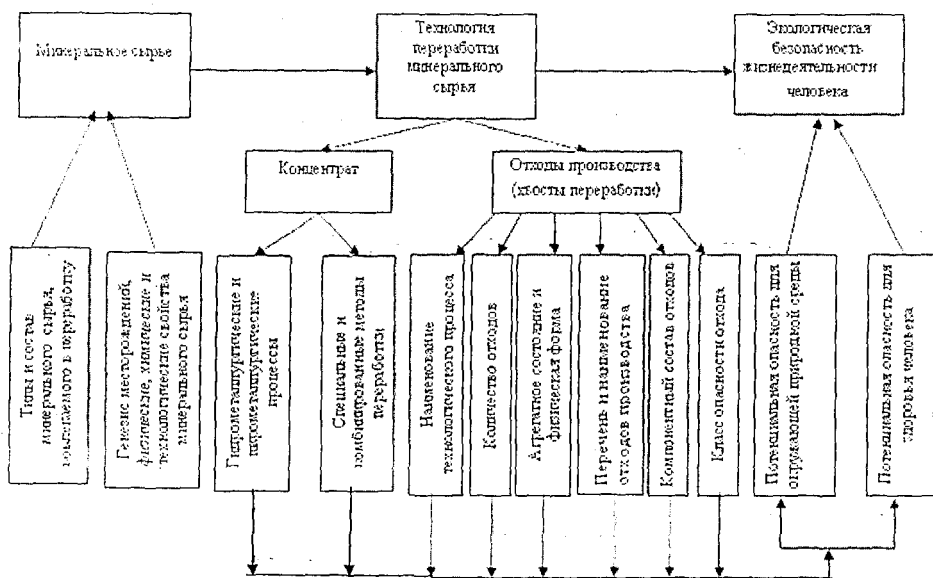 Минеральное сырье
Технология
переработки
минерального
сырья
Экологическая
безопасность
жизнедеятельности
человека
Концентрат
Отходы производства
(хвосты переработки)
Типы и состав
минерального сырья,
вовлекаемого в переработку
Генезис месторождений,
физические, химические и
технологические свойства
минерального сырья
Гидрометаллургические и
пирометаллургические
процессы
Специальные и
комбинированные методы
переработки
Наименование
технологического процесса
Количество отходов
Агрегатное состояние и
физическая форма
Перечень и наименование
отходов производства
Компонентный состав отходов
Класс опасности отхода
Потенциальная опасность для
окружающей природной среды
Потенциальная опасность для
здоровья человека